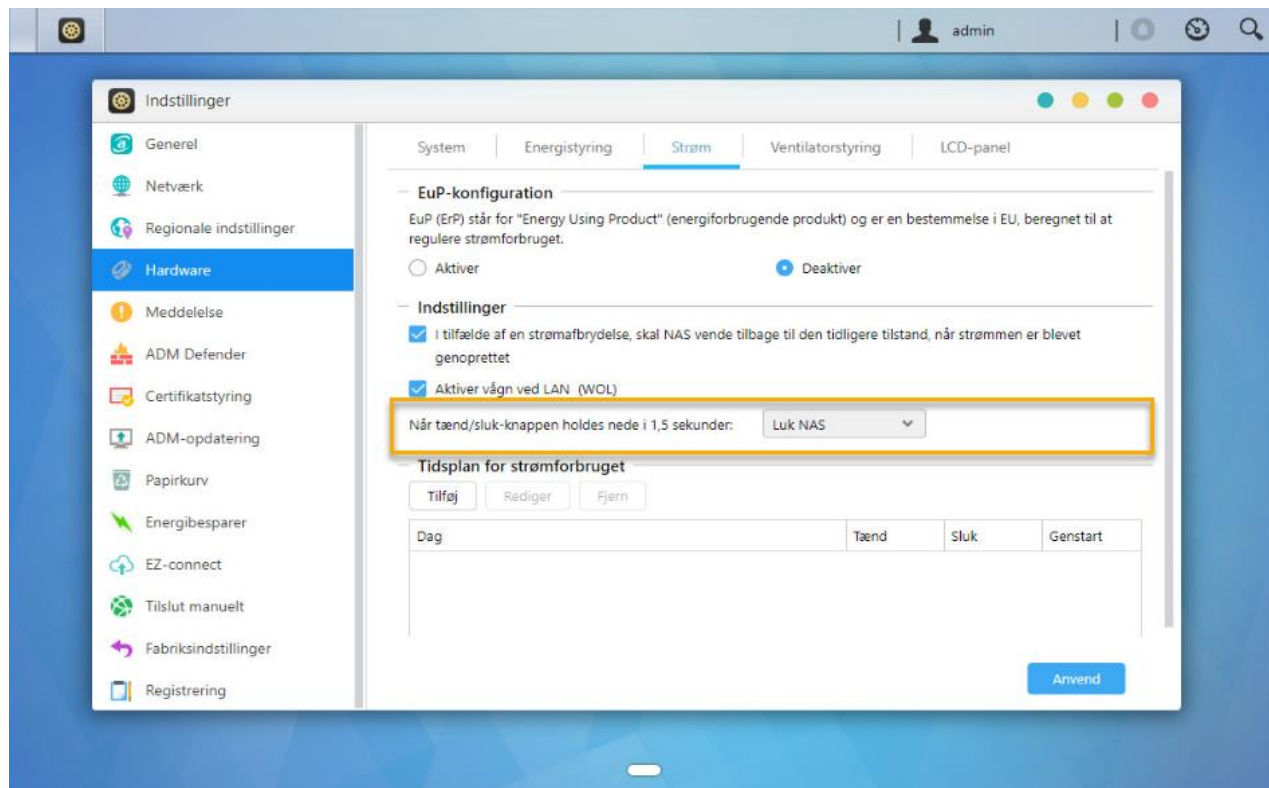 admin
Indstillinger
Generel
Netværk
Regionale indstillinger
Hardware
Meddelelse
ADM Defender
Certifikatstyring
ADM-opdatering
Papirkurv
Energibesparer
EZ-connect
Tilslut manuelt
Fabriksindstillinger
Registrering
System Energistyring Strøm Ventilatorstyring LCD-panel
EuP-konfiguration
EuP (ErP) står for "Energy Using Product" (energiforbrugende produkt) og er en bestemmelse i EU, beregnet til at
regulere strømforbruget.
Aktiver Deaktiver
Indstillinger
I tilfælde af en strømafbrydelse, skal NAS vende tilbage til den tidligere tilstand, når strømmen er blevet
genoprettet
Aktiver vågn ved LAN (WOL)
Når tænd/sluk-knappen holdes nede i 1,5 sekunder: Luk NAS
Tidsplan for strømforbruget
Tilføj Rediger Fjern
Dag Tænd Sluk Genstart
Anvend